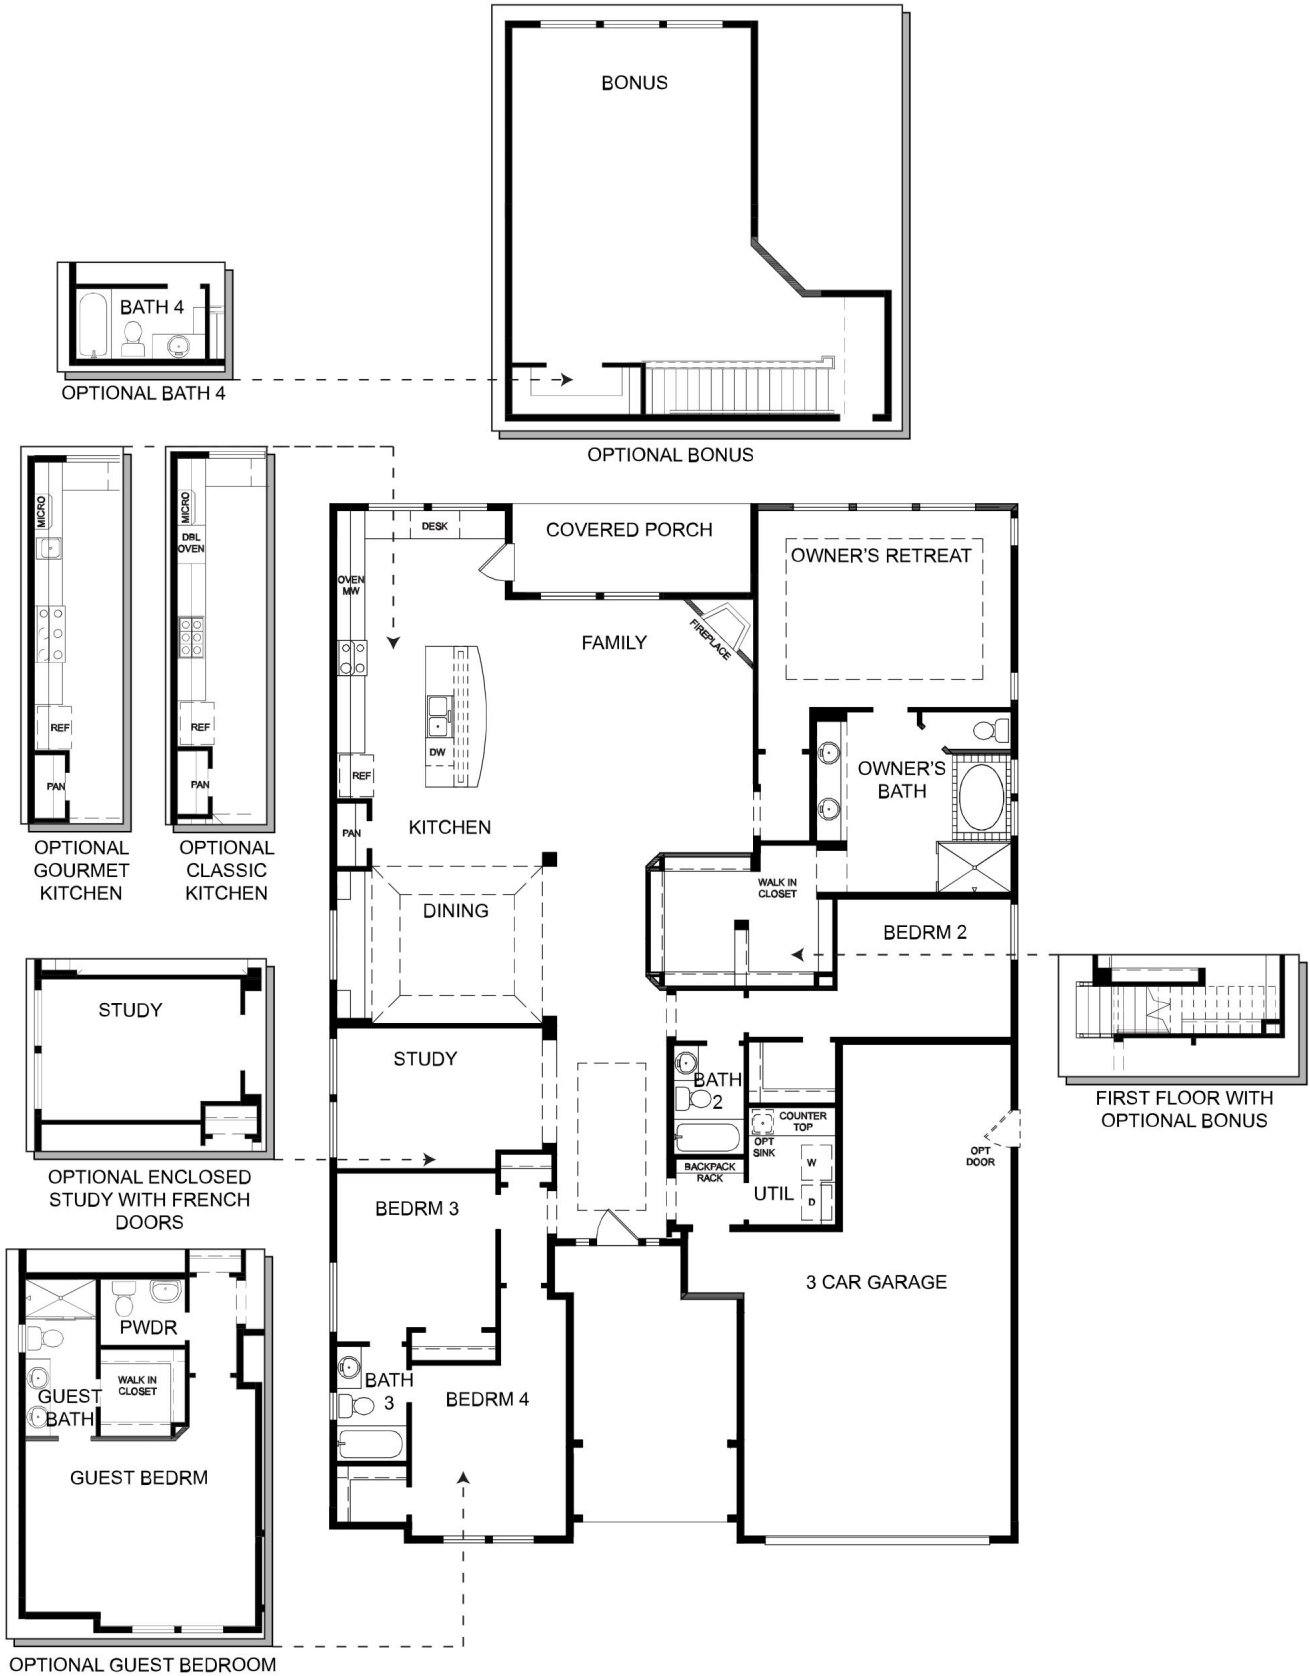 BONUS
OPTIONAL BONUS
BATH 4
OPTIONAL BATH 4
MICRO
REF
PAN
OPTIONAL
GOURMET
KITCHEN
MICRO
DBL
OVEN
REF
PAN
OPTIONAL
CLASSIC
KITCHEN
DESK
COVERED PORCH
OWNER'S RETREAT
OVEN
MW
FAMILY
FIREPLACE
DW
REF
OWNER'S
BATH
PAN
KITCHEN
WALK IN
CLOSET
DINING
BEDRM 2
STUDY
OPTIONAL ENCLOSED
STUDY WITH FRENCH
DOORS
FIRST FLOOR WITH
OPTIONAL BONUS
STUDY
BATH
2
COUNTER
TOP
OPT
SINK
W
D
BACKPACK
RACK
UTIL
OPT
DOOR
BEDRM 3
3 CAR GARAGE
BATH
3
BEDRM 4
PWDR
WALK IN
CLOSET
GUEST
BATH
GUEST BEDRM
OPTIONAL GUEST BEDROOM